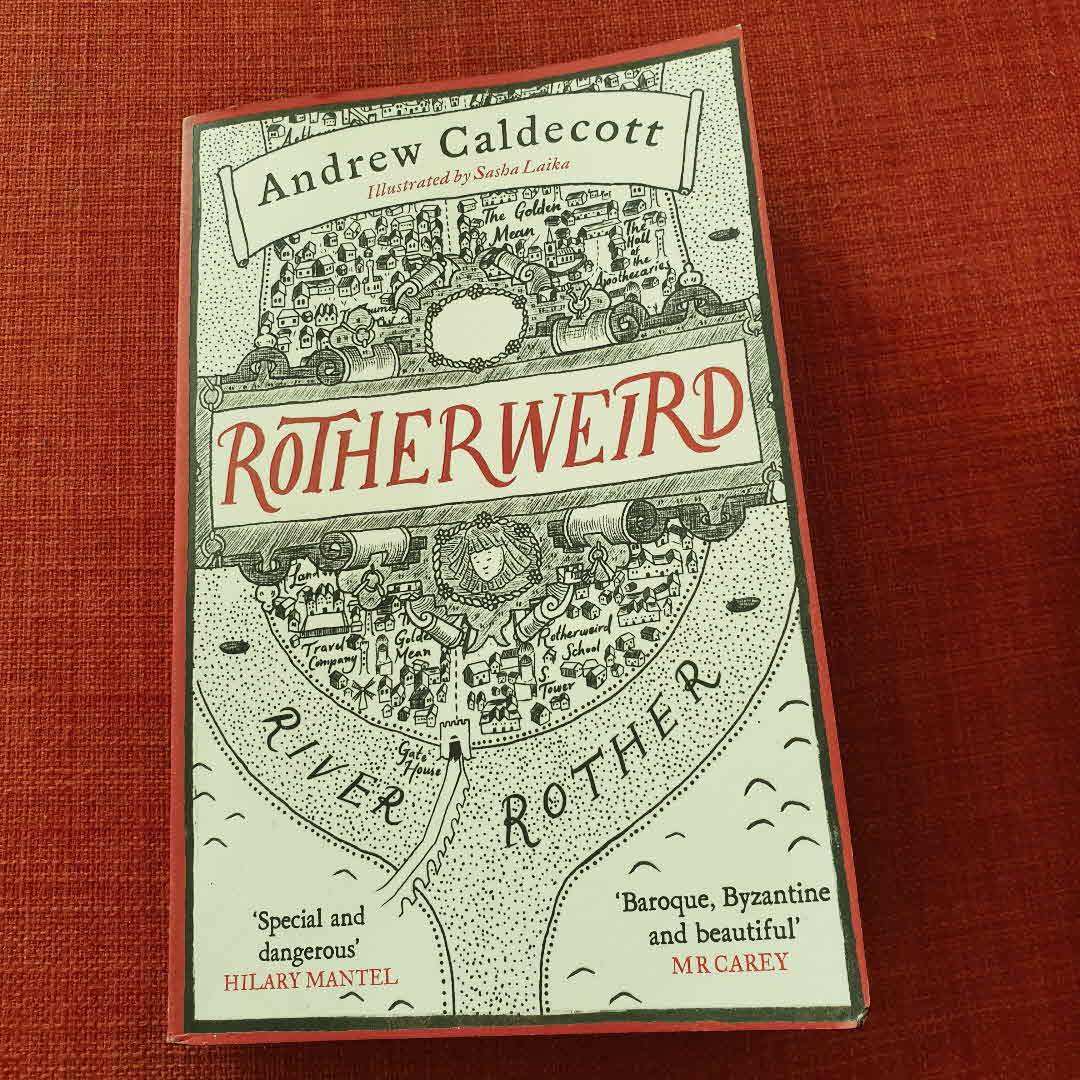 Andrew Caldecott
Illustrated by Sasha Laika
The Golden
Mean
The
Hall
of
the
Apothecaries
ROTHERWEIRD
Travel
Company
Golden
Mean
Rotherweird
School
S.
Tower
Gate
House
RIVER
ROTHER
'Special and
dangerous'
HILARY MANTEL
'Baroque, Byzantine
and beautiful'
M R CAREY